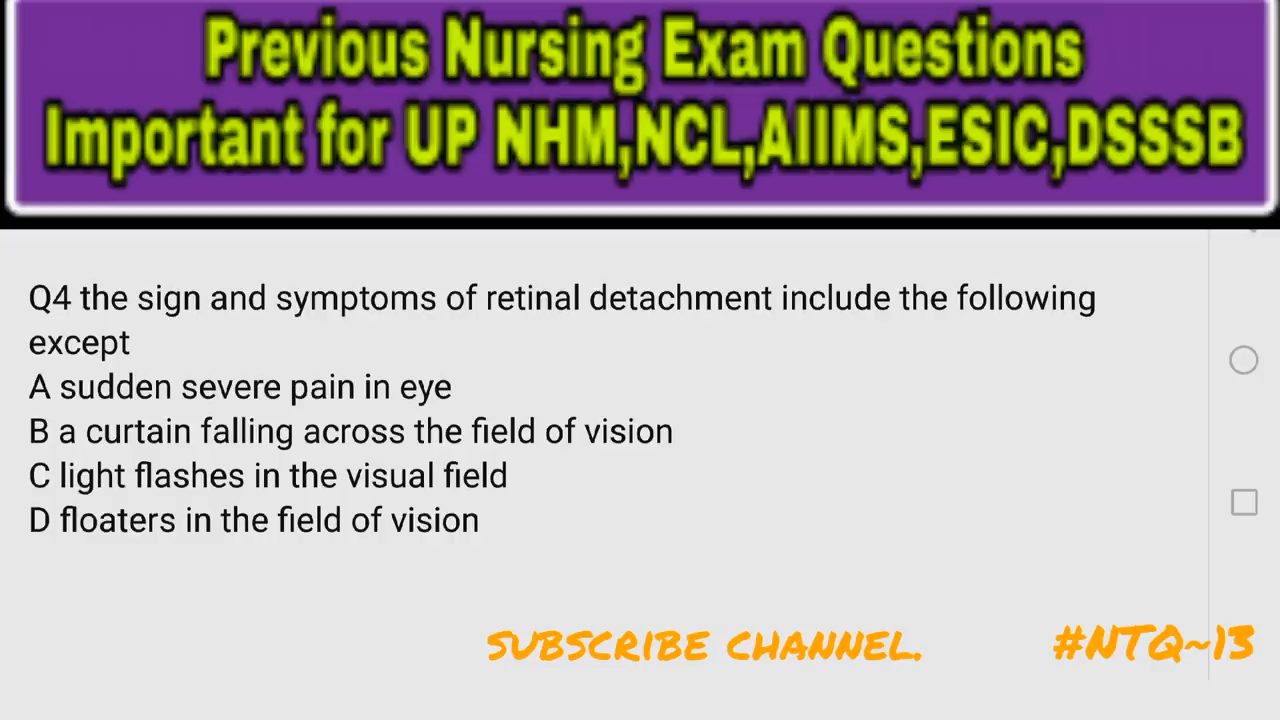 Previous Nursing Exam Questions
Important for UP NHM,NCL,AIIMS,ESIC,DSSSB
Q4 the sign and symptoms of retinal detachment include the following
except
A sudden severe pain in eye
B a curtain falling across the field of vision
C light flashes in the visual field
D floaters in the field of vision
SUBSCRIBE CHANNEL. #NTQ~13